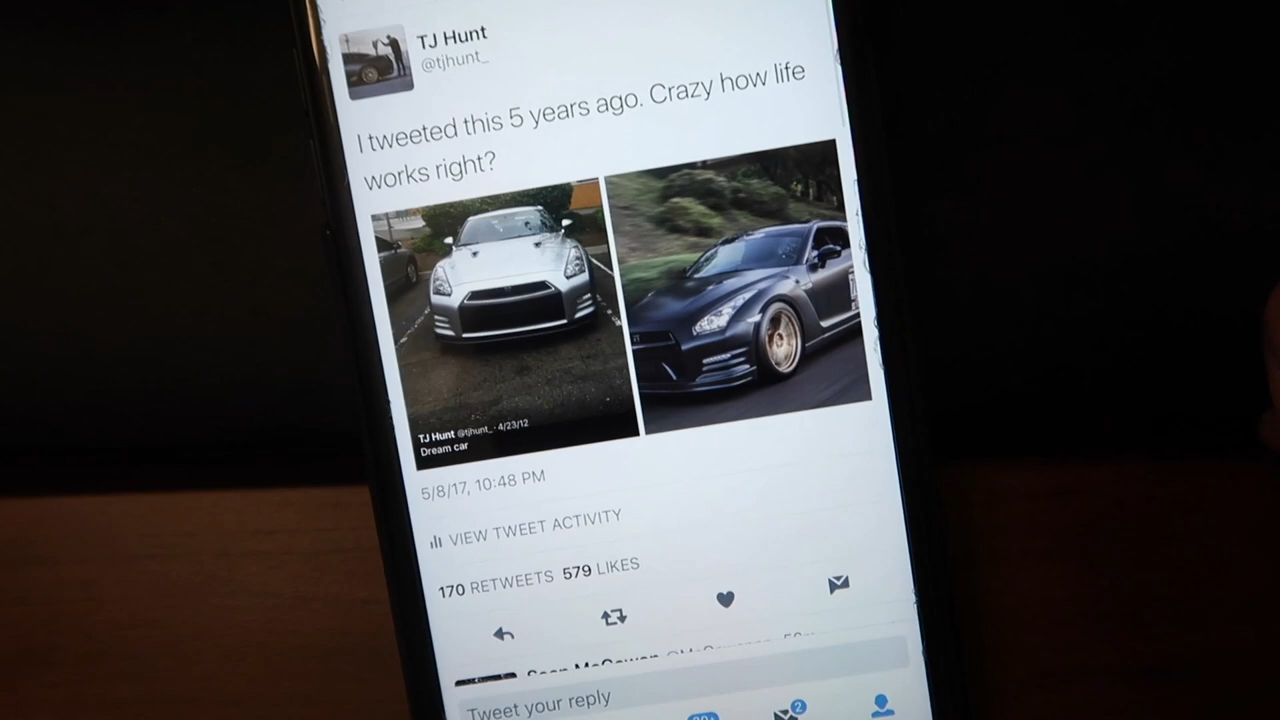 TJ Hunt
@tjhunt_
I tweeted this 5 years ago. Crazy how life
works right?
TJ Hunt @tjhunt_ · 4/23/12
Dream car
5/8/17, 10:48 PM
VIEW TWEET ACTIVITY
170 RETWEETS 579 LIKES
Tweet your reply
2